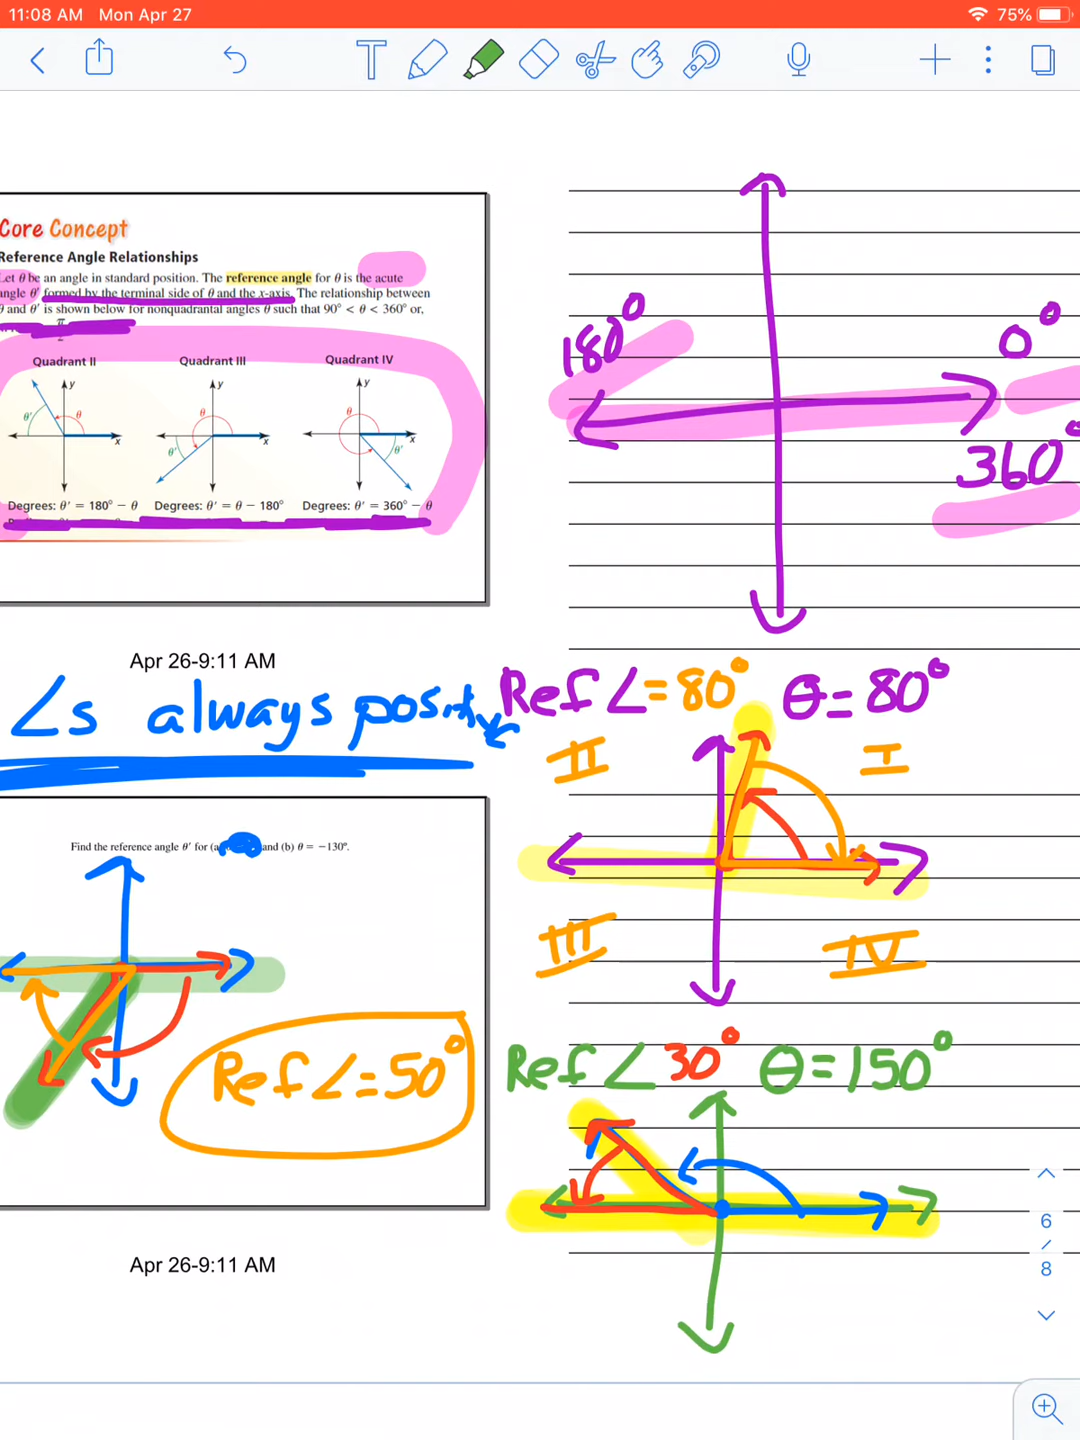 11:08 AM Mon Apr 27
75%
Core Concept
Reference Angle Relationships
Let θ be an angle in standard position. The reference angle for θ is the acute
angle θ′ formed by the terminal side of θ and the x-axis. The relationship between
θ and θ′ is shown below for nonquadrantal angles θ such that 90° < θ < 360° or,
π
2
Quadrant II
Quadrant III
Quadrant IV
y
θ′
θ
x
y
θ
θ′
x
y
θ
θ′
x
Degrees: θ′ = 180° − θ
Degrees: θ′ = θ − 180°
Degrees: θ′ = 360° − θ
180°
0°
360°
Apr 26-9:11 AM
∠s always positiv
Ref ∠ = 80°
θ = 80°
II
I
III
IV
Find the reference angle θ′ for (a and (b) θ = −130°.
Ref ∠ = 50°
Ref ∠ 30°
θ = 150°
6
/
8
Apr 26-9:11 AM